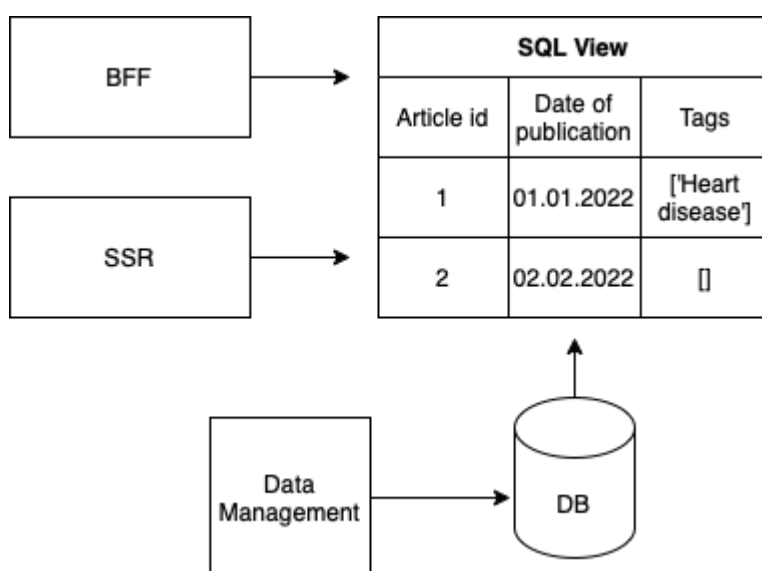 BFF
SSR
SQL View
Article id
Date of
publication
Tags
1
01.01.2022
['Heart
disease']
2
02.02.2022
[]
Data
Management
DB